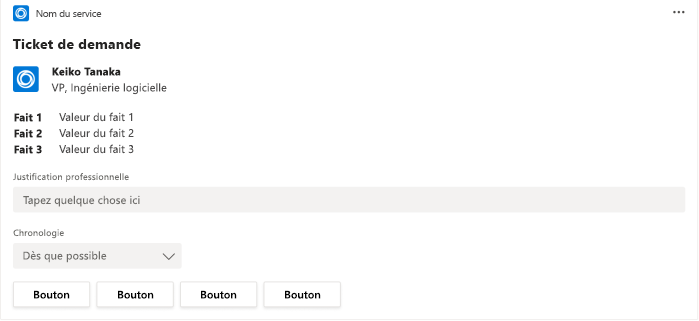 Nom du service
Ticket de demande
Keiko Tanaka
VP, Ingénierie logicielle
Fait 1 Valeur du fait 1
Fait 2 Valeur du fait 2
Fait 3 Valeur du fait 3
Justification professionnelle
Tapez quelque chose ici
Chronologie
Dès que possible
Bouton Bouton Bouton Bouton